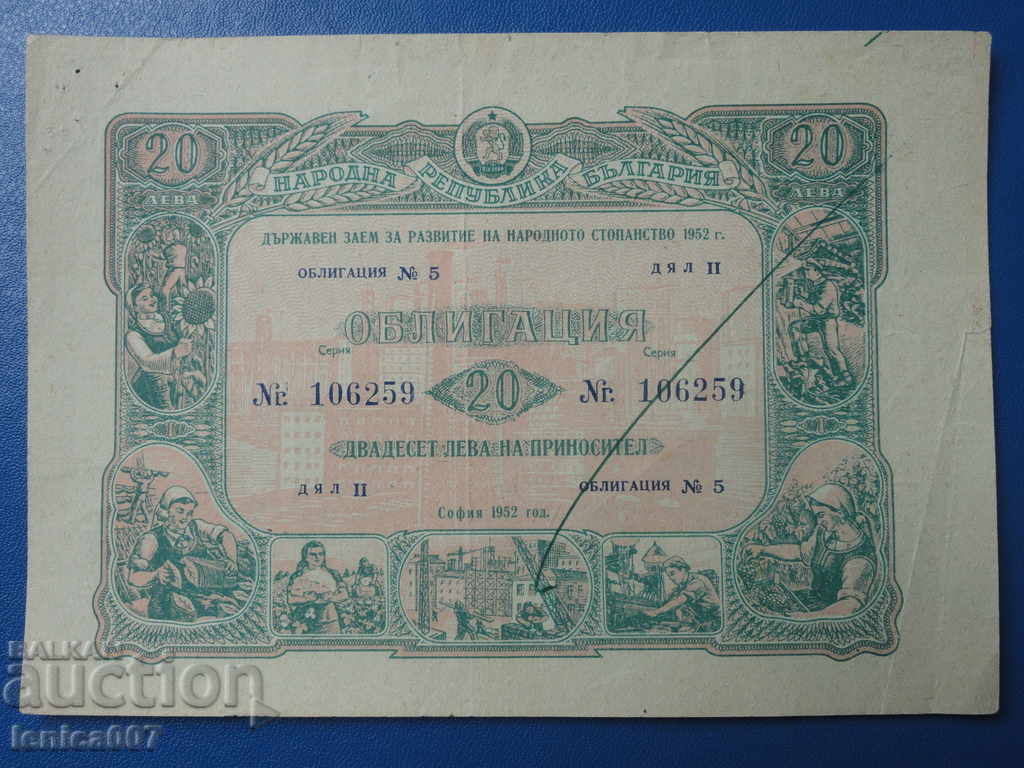 20 20
ЛЕВА ЛЕВА
НАРОДНА РЕПУБЛИКА БЪЛГАРИЯ
ДЪРЖАВЕН ЗАЕМ ЗА РАЗВИТИЕ НА НАРОДНОТО СТОПАНСТВО 1952 г.
ОБЛИГАЦИЯ № 5 ДЯЛ II
ОБЛИГАЦИЯ
Серия Серия
№ 106259 20 № 106259
ДВАДЕСЕТ ЛЕВА НА ПРИНОСИТЕЛ
ДЯЛ II ОБЛИГАЦИЯ № 5
София 1952 год.
BALKAN
auction
ienica007